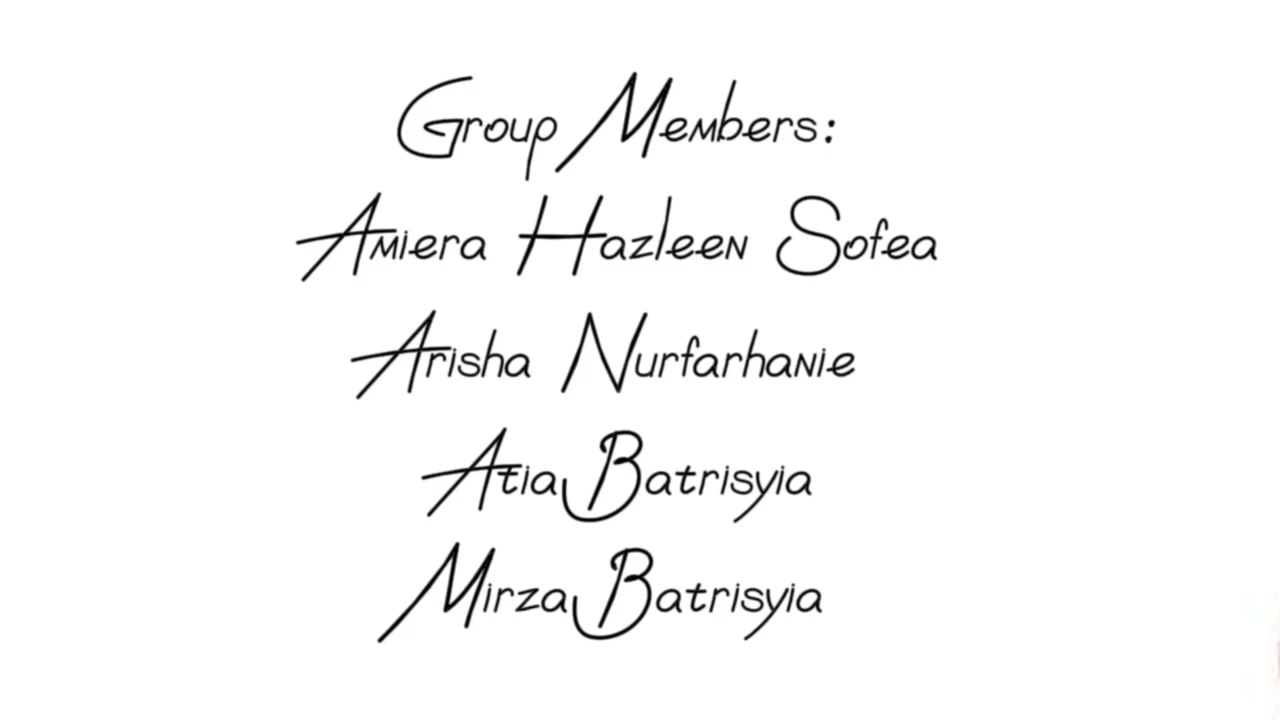 Group Members:
Amiera Hazleen Sofea
Arisha Nurfarhanie
Atia Batrisyia
Mirza Batrisyia